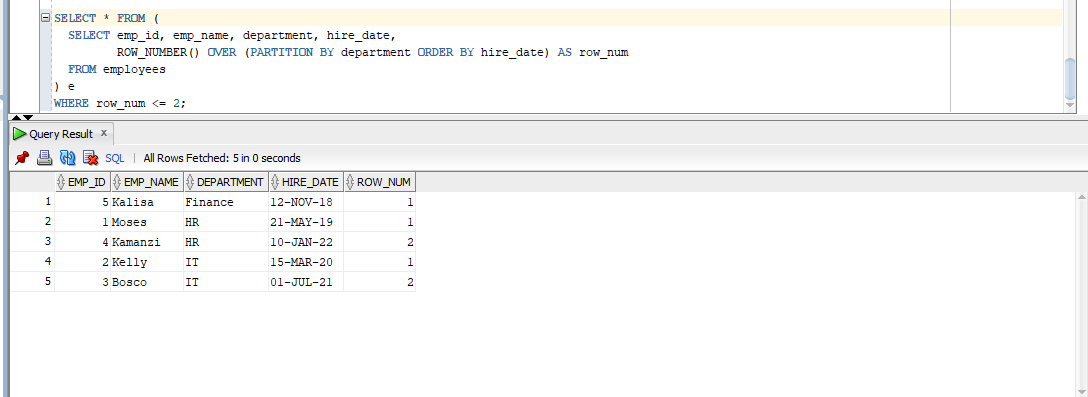 SELECT * FROM (
SELECT emp_id, emp_name, department, hire_date,
ROW_NUMBER() OVER (PARTITION BY department ORDER BY hire_date) AS row_num
FROM employees
) e
WHERE row_num <= 2;
Query Result x
SQL | All Rows Fetched: 5 in 0 seconds
EMP_ID EMP_NAME DEPARTMENT HIRE_DATE ROW_NUM
1 5 Kalisa Finance 12-NOV-18 1
2 1 Moses HR 21-MAY-19 1
3 4 Kamanzi HR 10-JAN-22 2
4 2 Kelly IT 15-MAR-20 1
5 3 Bosco IT 01-JUL-21 2